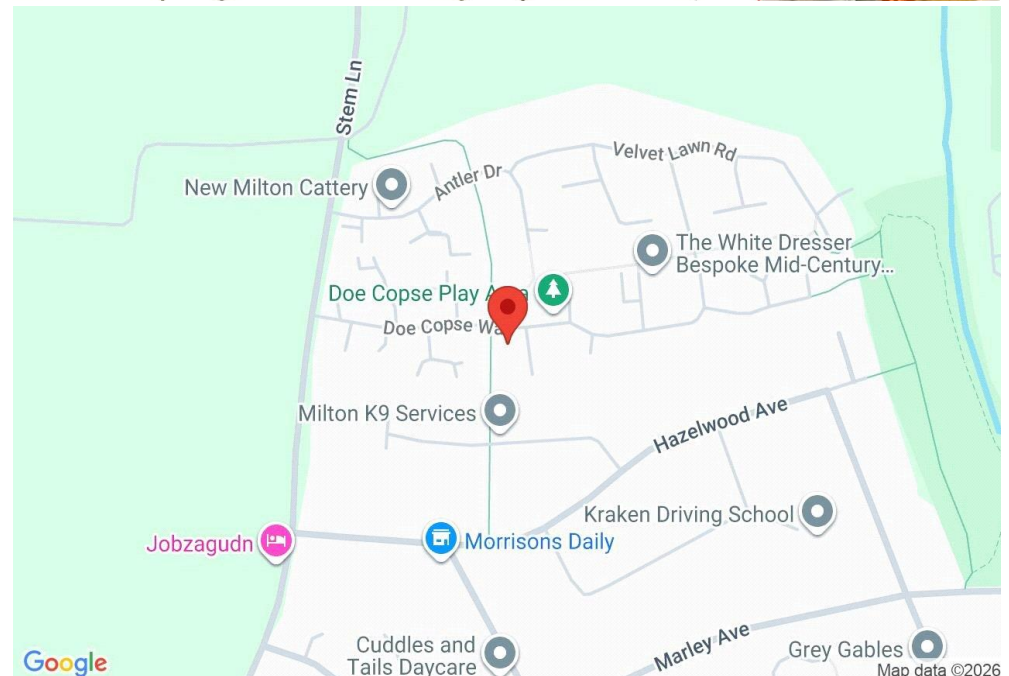 Stem Ln
Velvet Lawn Rd
New Milton Cattery
Antler Dr
The White Dresser
Bespoke Mid-Century...
Doe Copse Play A a
Doe Copse Wa
Milton K9 Services
Hazelwood Ave
Kraken Driving School
Jobzagudn
Morrisons Daily
Cuddles and
Tails Daycare
Marley Ave
Grey Gables
Google
Map data ©2026